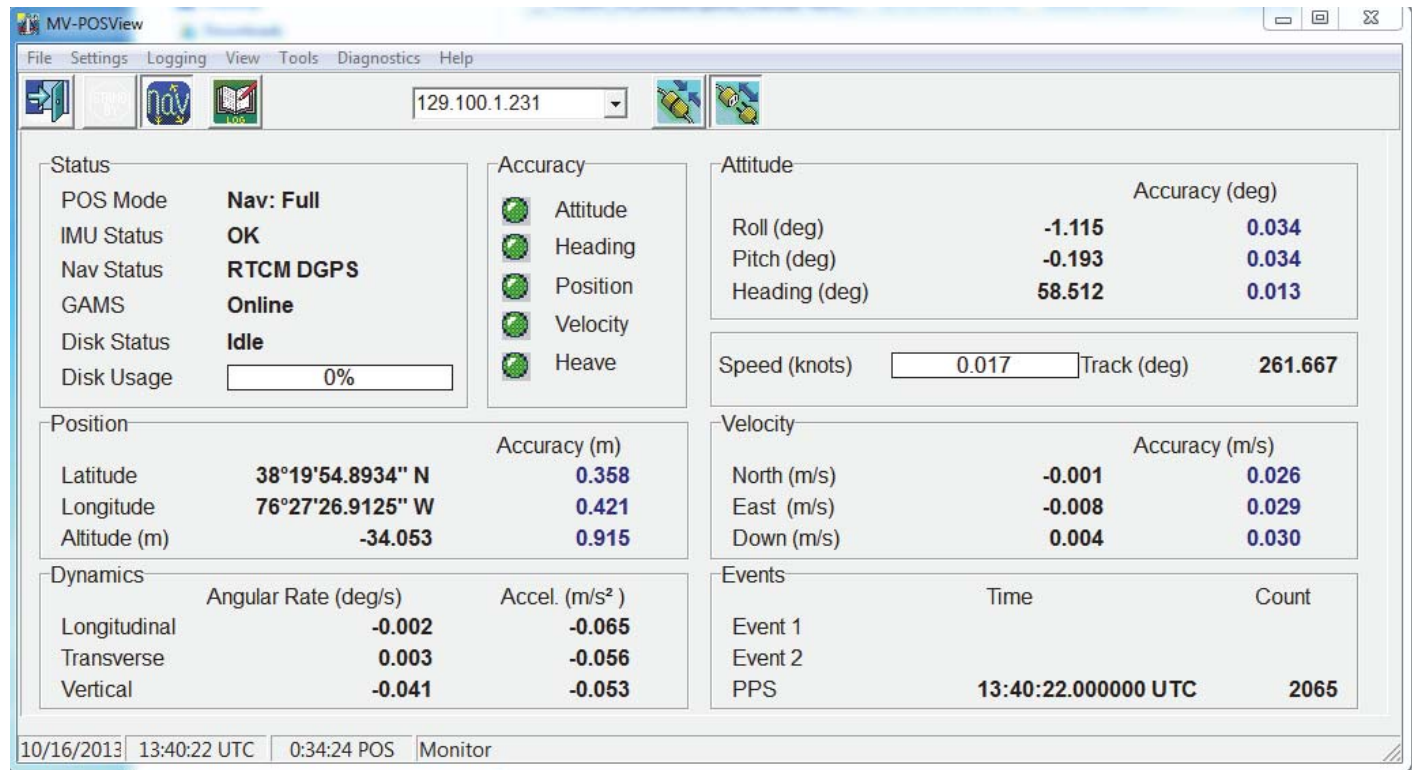 MV-POSView
File Settings Logging View Tools Diagnostics Help
nav
LOG
129.100.1.231
Status
POS Mode Nav: Full
IMU Status OK
Nav Status RTCM DGPS
GAMS Online
Disk Status Idle
Disk Usage 0%
Accuracy
Attitude
Heading
Position
Velocity
Heave
Attitude
Accuracy (deg)
Roll (deg) -1.115 0.034
Pitch (deg) -0.193 0.034
Heading (deg) 58.512 0.013
Speed (knots) 0.017 Track (deg) 261.667
Position
Accuracy (m)
Latitude 38°19'54.8934'' N 0.358
Longitude 76°27'26.9125'' W 0.421
Altitude (m) -34.053 0.915
Velocity
Accuracy (m/s)
North (m/s) -0.001 0.026
East (m/s) -0.008 0.029
Down (m/s) 0.004 0.030
Dynamics
Angular Rate (deg/s) Accel. (m/s²)
Longitudinal -0.002 -0.065
Transverse 0.003 -0.056
Vertical -0.041 -0.053
Events
Time Count
Event 1
Event 2
PPS 13:40:22.000000 UTC 2065
10/16/2013 13:40:22 UTC 0:34:24 POS Monitor